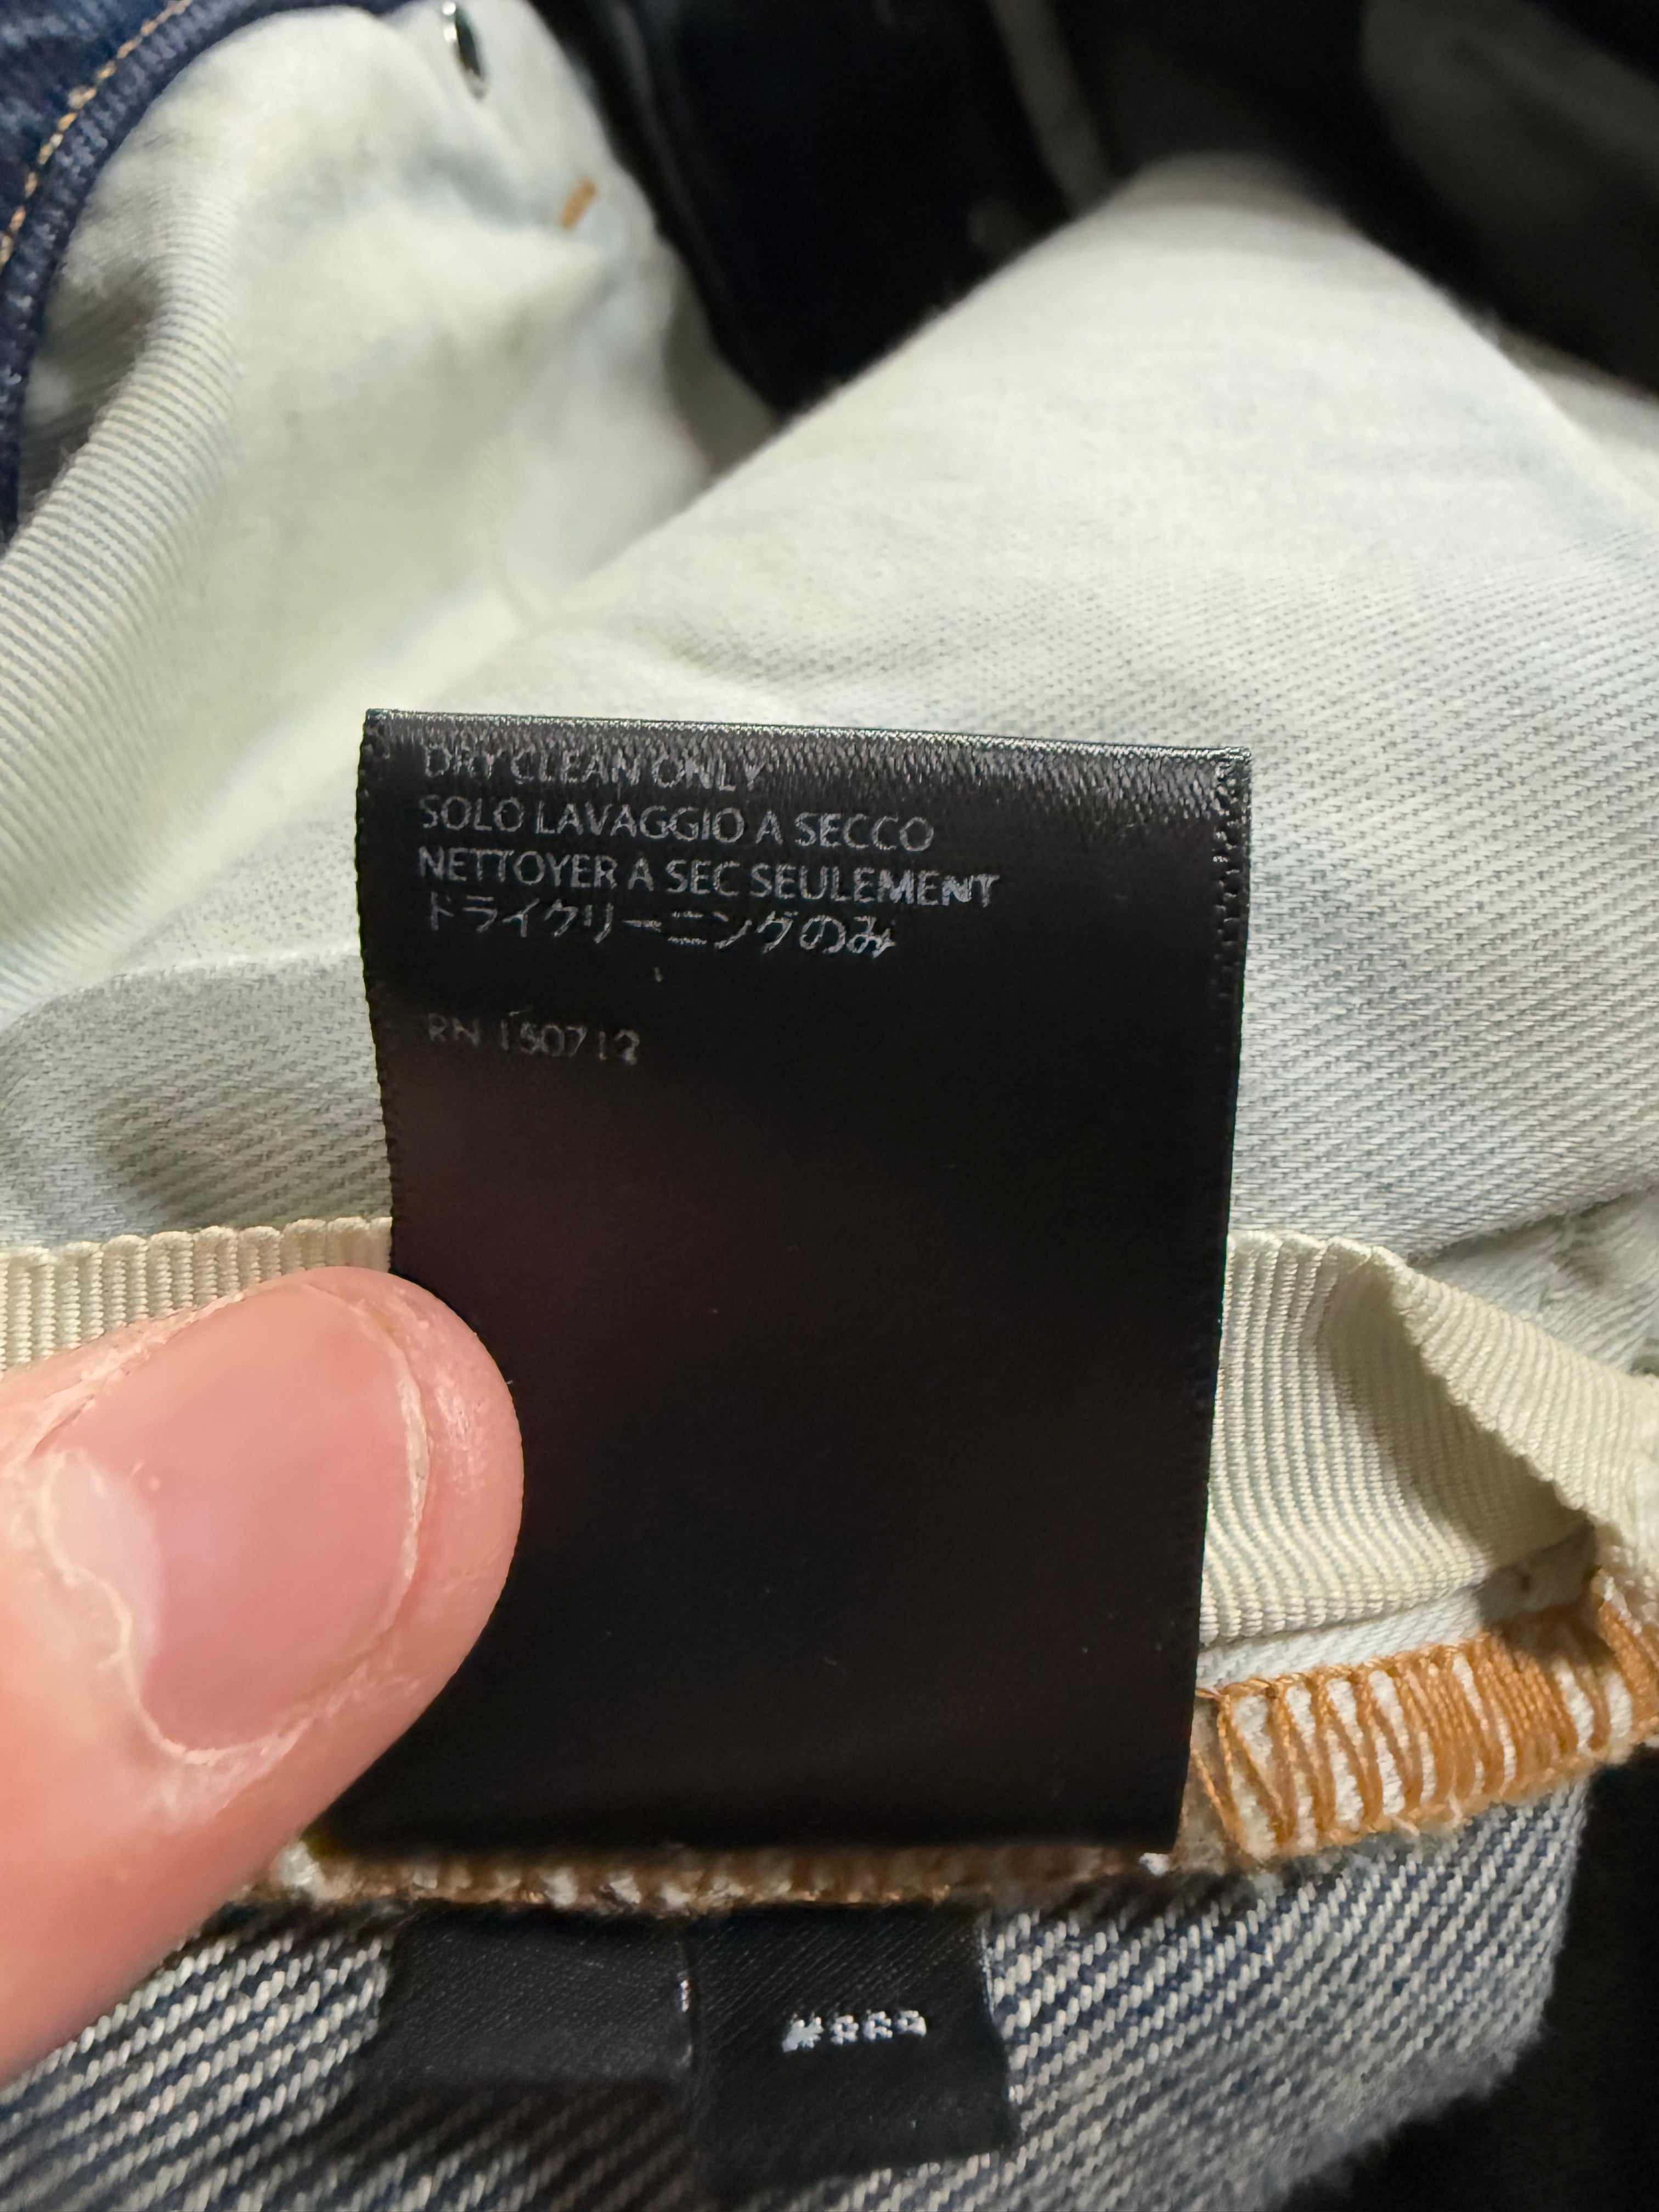 DRY CLEAN ONLY
SOLO LAVAGGIO A SECCO
NETTOYER A SEC SEULEMENT
ドライクリーニングのみ
RN 150712